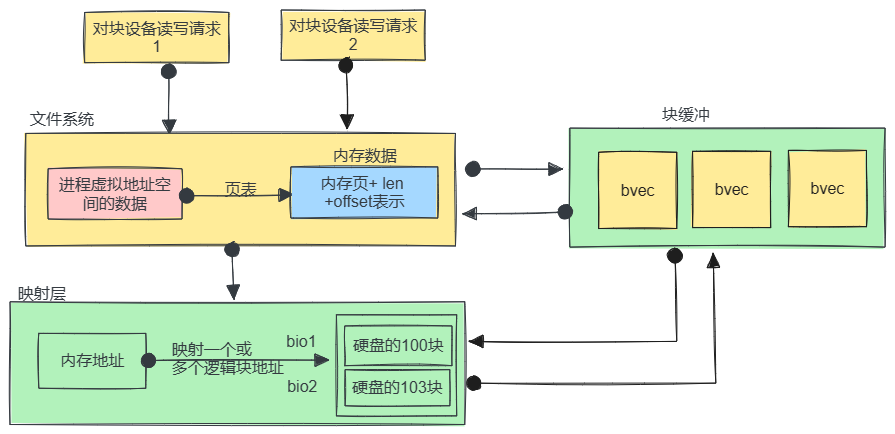 对块设备读写请求
1
对块设备读写请求
2
文件系统
块缓冲
内存数据
进程虚拟地址空
间的数据
页表
内存页+ len
+offset表示
bvec
bvec
bvec
映射层
内存地址
映射一个或
多个逻辑块地址
bio1
硬盘的100块
bio2
硬盘的103块